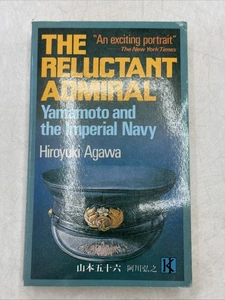 "An exciting portrait"
The New York Times
THE
RELUCTANT
ADMIRAL
Yamamoto and
the Imperial Navy
Hiroyuki Agawa
山本五十六 阿川弘之